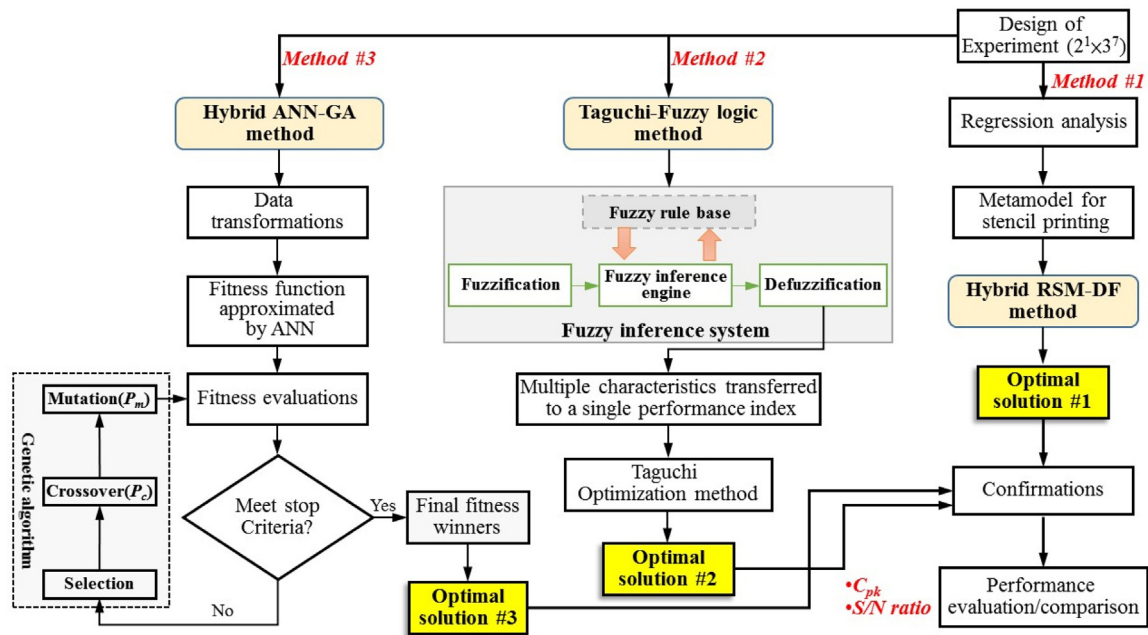 Design of
Experiment (2¹×3⁷)
Method #3
Method #2
Method #1
Hybrid ANN-GA
method
Data
transformations
Fitness function
approximated
by ANN
Fitness evaluations
Meet stop
Criteria?
Yes
No
Final fitness
winners
Optimal
solution #3
Genetic algorithm
Mutation(Pm)
Crossover(Pc)
Selection
Taguchi-Fuzzy logic
method
Fuzzy rule base
Fuzzification
Fuzzy inference
engine
Defuzzification
Fuzzy inference system
Multiple characteristics transferred
to a single performance index
Taguchi
Optimization method
Optimal
solution #2
Regression analysis
Metamodel for
stencil printing
Hybrid RSM-DF
method
Optimal
solution #1
Confirmations
•Cpk
•S/N ratio
Performance
evaluation/comparison